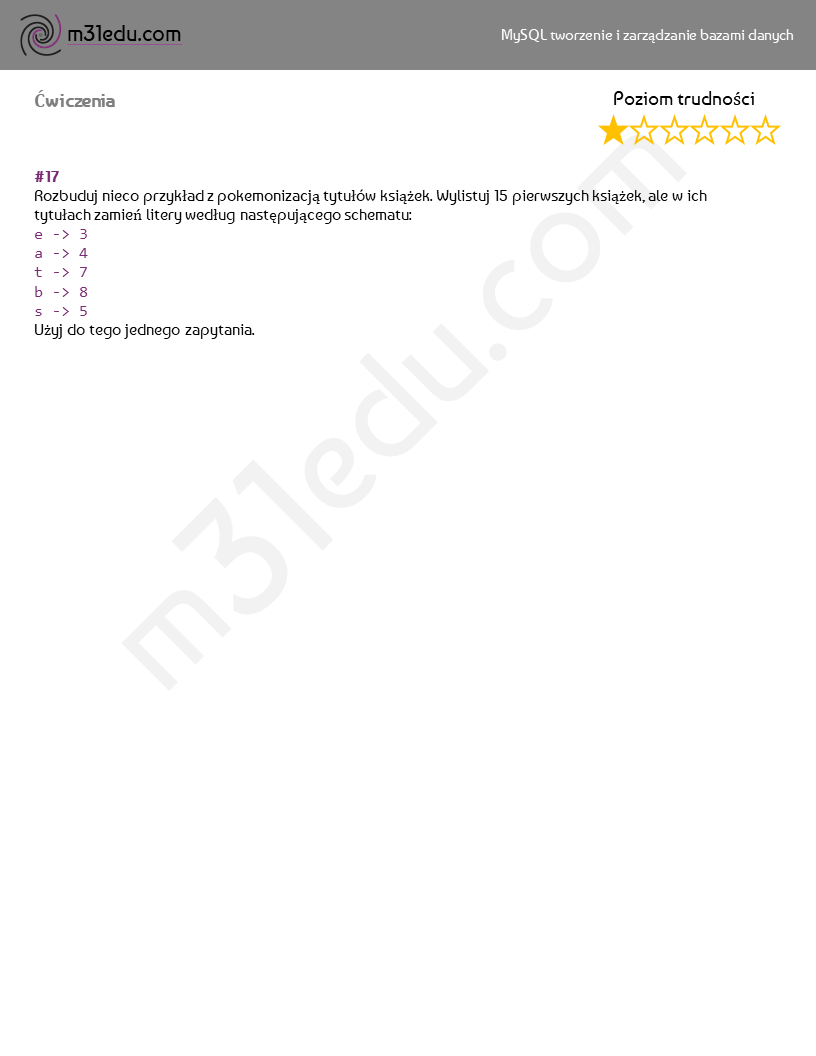 m31edu.com
MySQL tworzenie i zarządzanie bazami danych
Ćwiczenia
Poziom trudności
#17
Rozbuduj nieco przykład z pokemonizacją tytułów książek. Wylistuj 15 pierwszych książek, ale w ich
tytułach zamień litery według następującego schematu:
e -> 3
a -> 4
t -> 7
b -> 8
s -> 5
Użyj do tego jednego zapytania.
m31edu.com